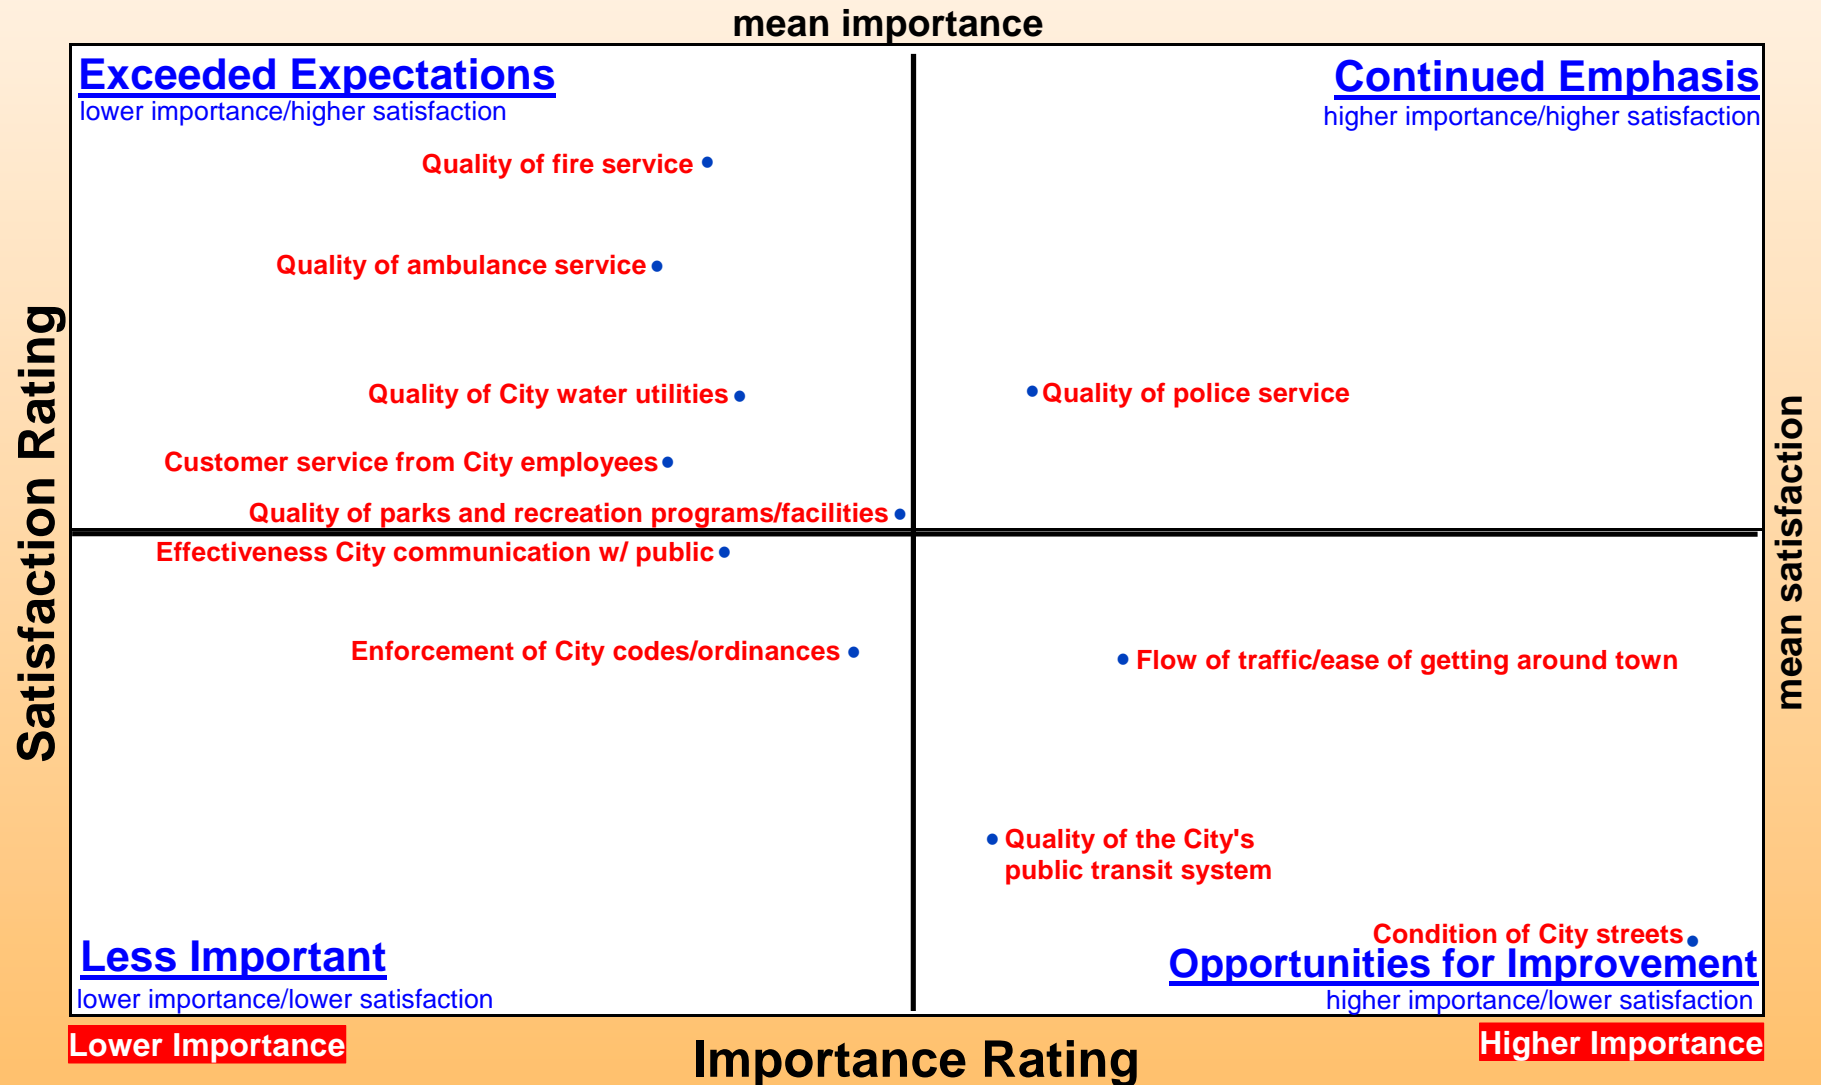 mean importance
Exceeded Expectations
lower importance/higher satisfaction
Continued Emphasis
higher importance/higher satisfaction
Quality of fire service
Quality of ambulance service
Quality of City water utilities
Quality of police service
Customer service from City employees
Quality of parks and recreation programs/facilities
Effectiveness City communication w/ public
Enforcement of City codes/ordinances
Flow of traffic/ease of getting around town
Quality of the City's
public transit system
Condition of City streets
Less Important
lower importance/lower satisfaction
Opportunities for Improvement
higher importance/lower satisfaction
Satisfaction Rating
mean satisfaction
Lower Importance
Importance Rating
Higher Importance